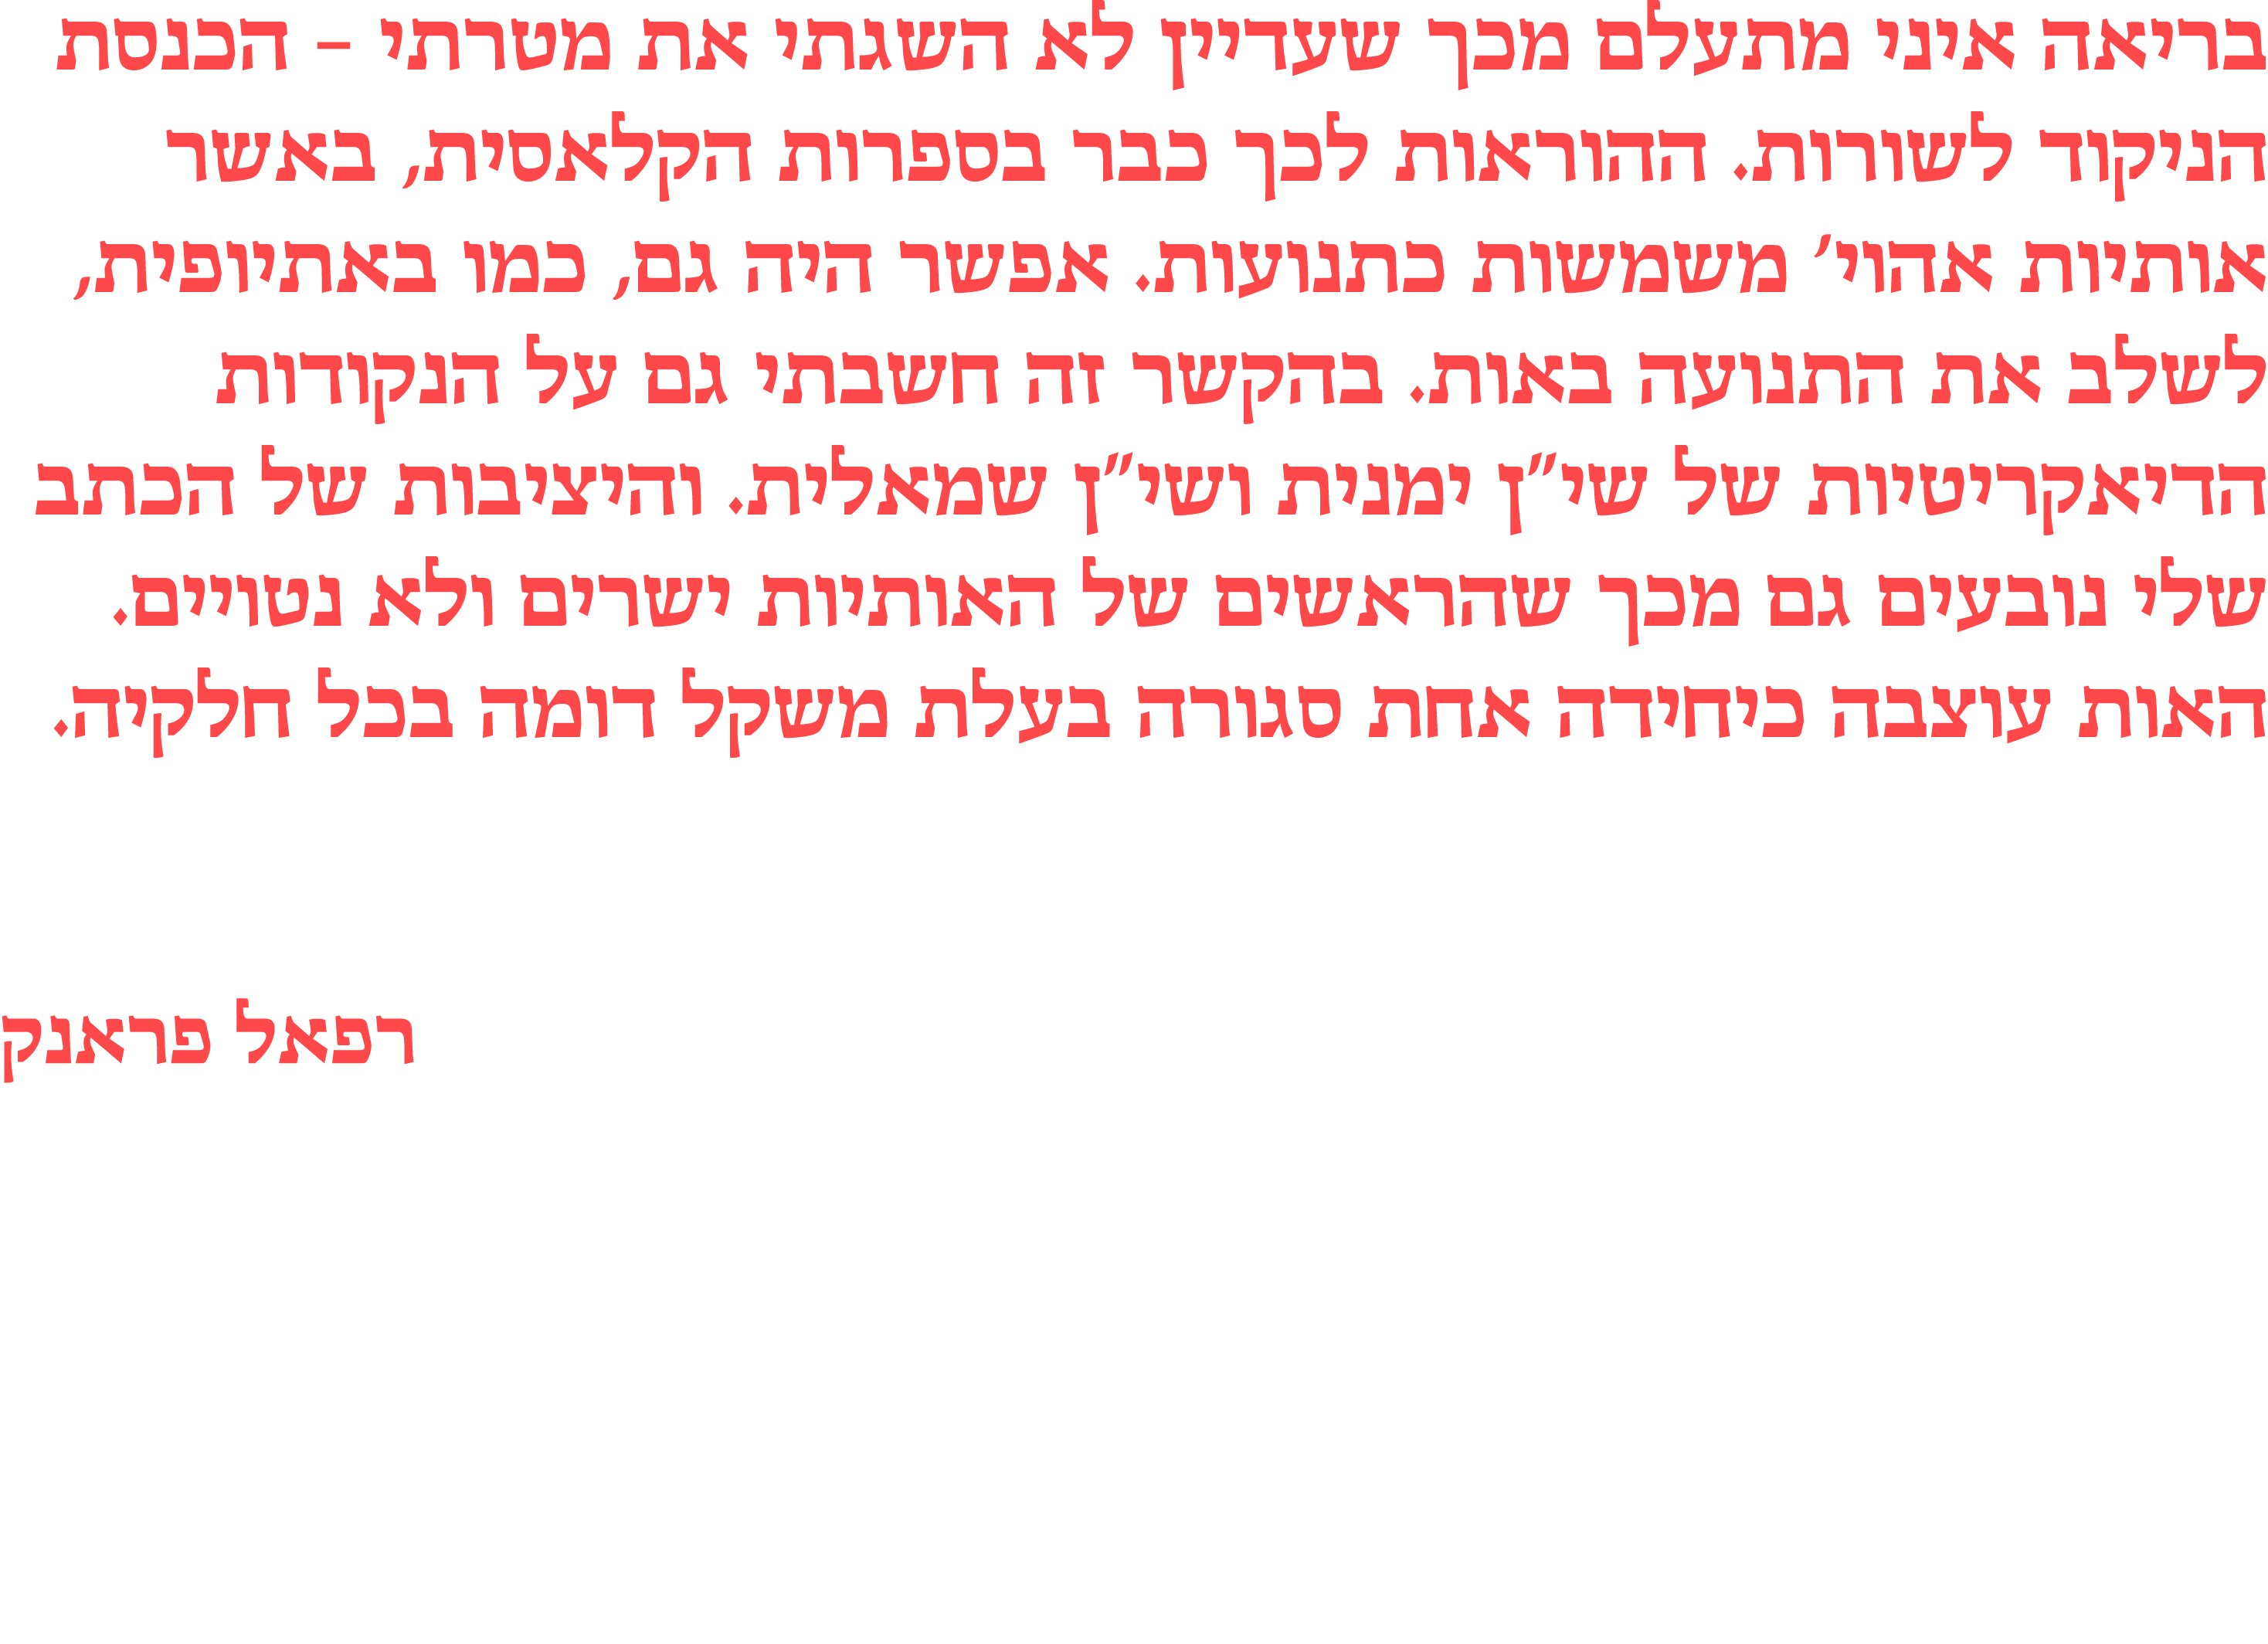 בריאה אני מתעלם מכך שעדיין לא השגתי את מטרתי – הכנסת
הניקוד לשורות. ההוראות לכך כבר בספרות הקלאסית, באשר
אותיות אהו׳י משמשות כתנועות. אפשר היה גם, כמו באתיופית,
לשלב את התנועה באות. בהקשר זה חשבתי גם על הנקודות
הדיאקריטיות של שי״ן ימנית ושי״ן שמאלית. היציבות של הכתב
שלי נובעים גם מכך שהראשים של האותיות ישרים ולא נטויים.
האות עוצבה כיחידה אחת סגורה בעלת משקל דומה בכל חלקיה.
רפאל פראנק